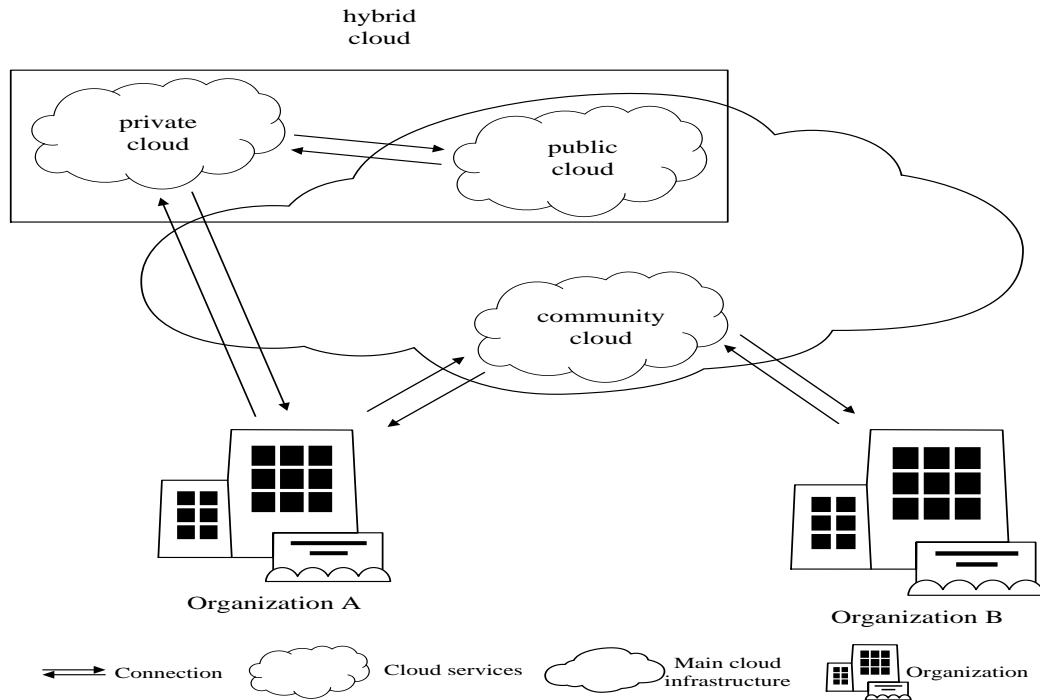 hybrid
cloud
private
cloud
public
cloud
community
cloud
Organization A
Organization B
Connection
Cloud services
Main cloud
infrastructure
Organization